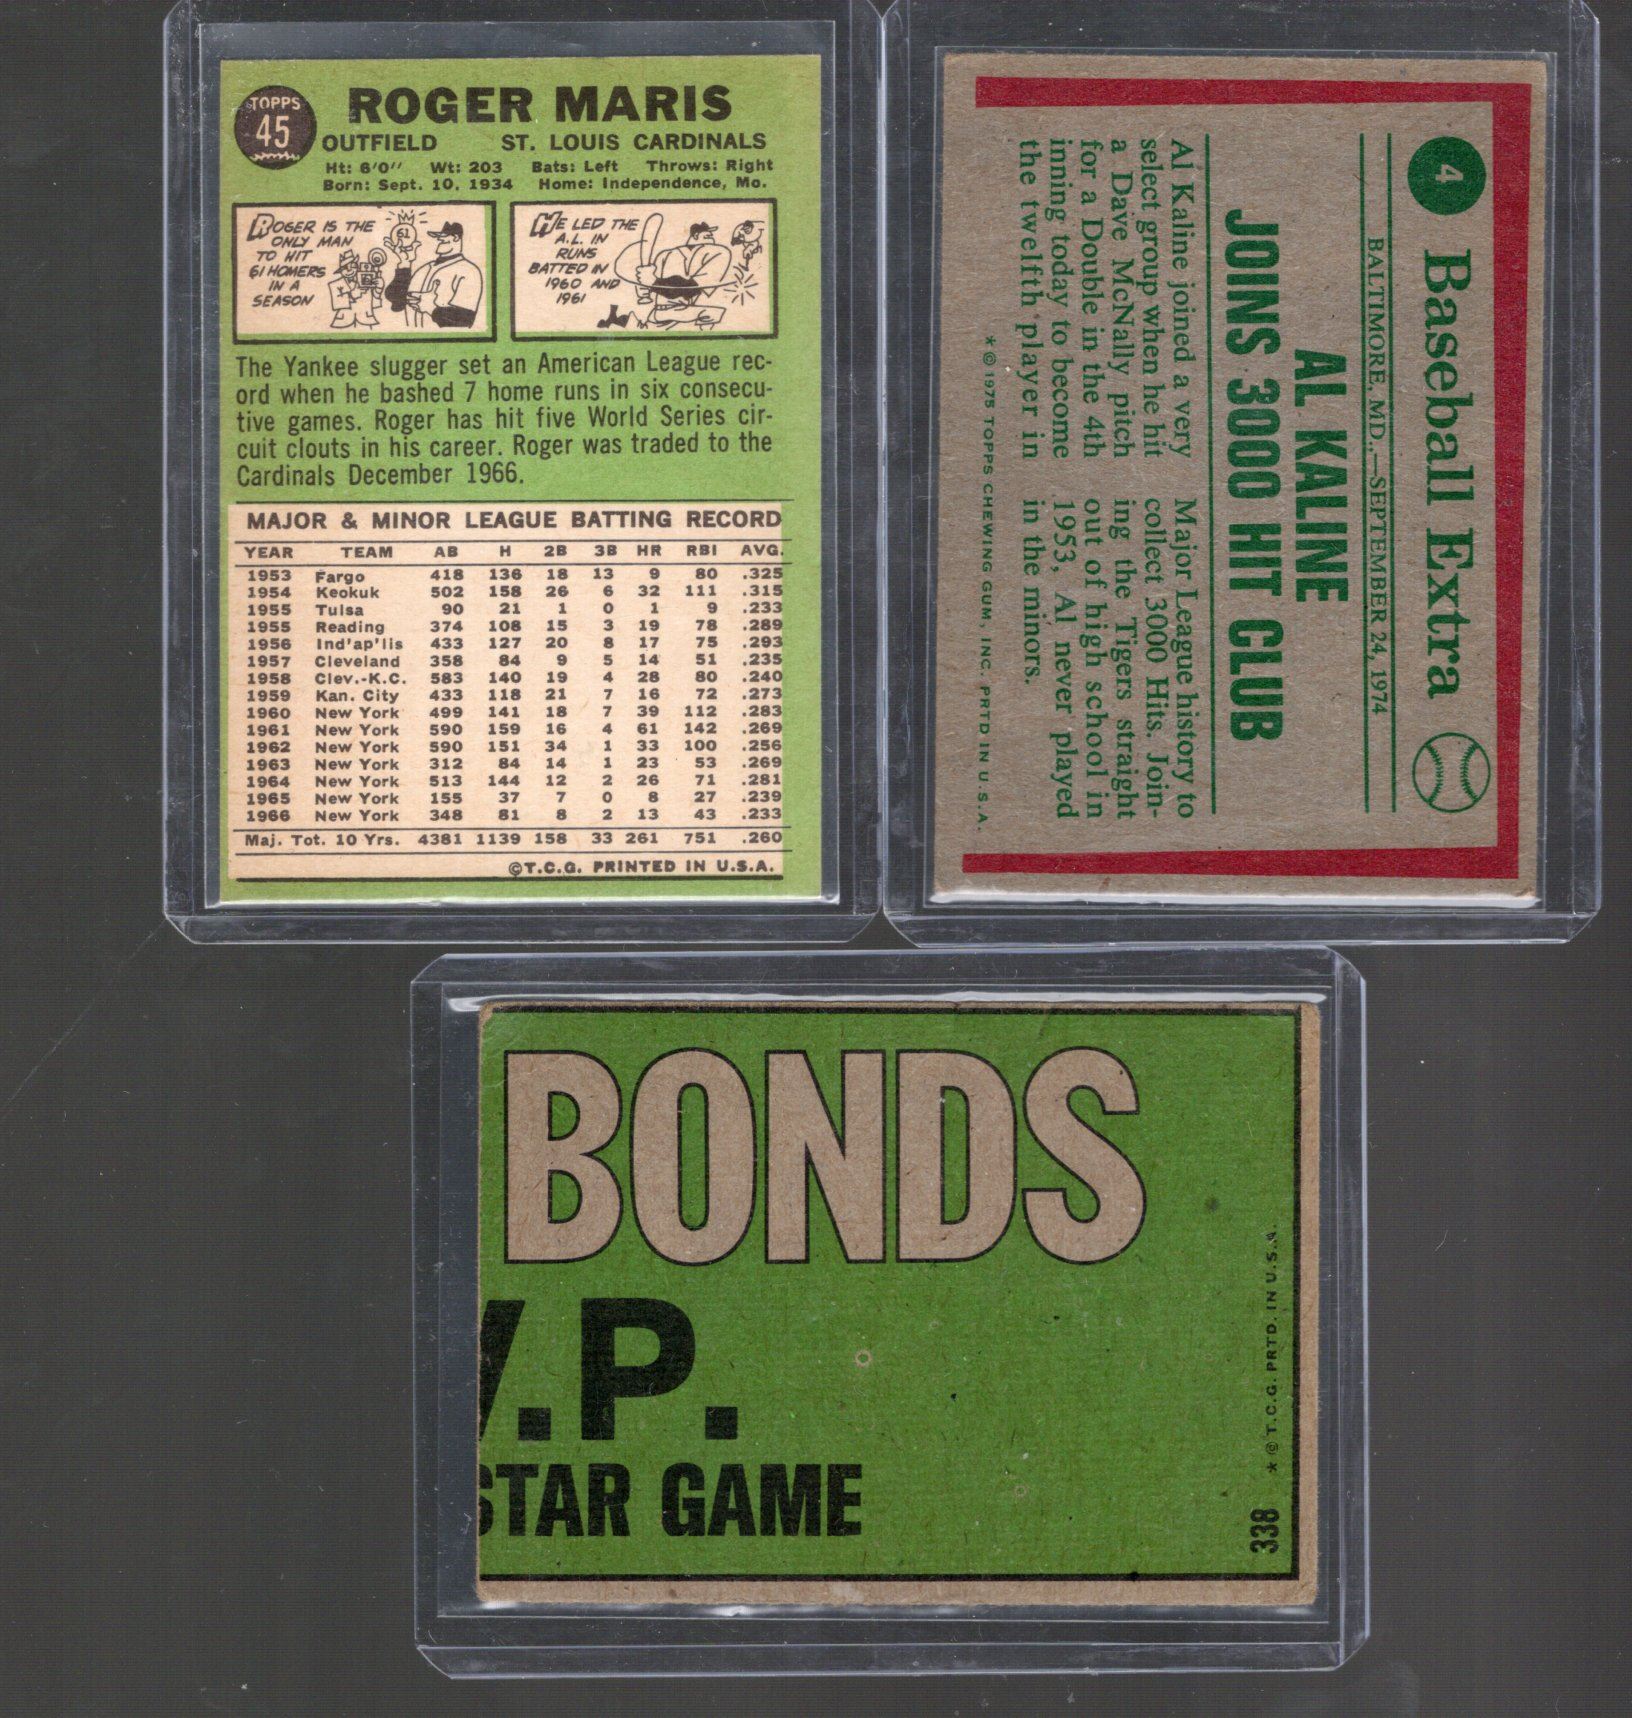 TOPPS
45
ROGER MARIS
OUTFIELD ST. LOUIS CARDINALS
Ht: 6'0'' Wt: 203 Bats: Left Throws: Right
Born: Sept. 10, 1934 Home: Independence, Mo.
ROGER IS THE
ONLY MAN
TO HIT
61 HOMERS
IN A
SEASON
61
HE LED THE
A.L. IN
RUNS
BATTED IN
1960 AND
1961
The Yankee slugger set an American League rec-
ord when he bashed 7 home runs in six consecu-
tive games. Roger has hit five World Series cir-
cuit clouts in his career. Roger was traded to the
Cardinals December 1966.
MAJOR & MINOR LEAGUE BATTING RECORD
YEAR TEAM AB H 2B 3B HR RBI AVG.
1953 Fargo 418 136 18 13 9 80 .325
1954 Keokuk 502 158 26 6 32 111 .315
1955 Tulsa 90 21 1 0 1 9 .233
1955 Reading 374 108 15 3 19 78 .289
1956 Ind'ap'lis 433 127 20 8 17 75 .293
1957 Cleveland 358 84 9 5 14 51 .235
1958 Clev.-K.C. 583 140 19 4 28 80 .240
1959 Kan. City 433 118 21 7 16 72 .273
1960 New York 499 141 18 7 39 112 .283
1961 New York 590 159 16 4 61 142 .269
1962 New York 590 151 34 1 33 100 .256
1963 New York 312 84 14 1 23 53 .269
1964 New York 513 144 12 2 26 71 .281
1965 New York 155 37 7 0 8 27 .239
1966 New York 348 81 8 2 13 43 .233
Maj. Tot. 10 Yrs. 4381 1139 158 33 261 751 .260
©T.C.G. PRINTED IN U.S.A.
4
Baseball Extra
BALTIMORE, MD.,—SEPTEMBER 24, 1974
AL KALINE
JOINS 3000 HIT CLUB
Al Kaline joined a very
select group when he hit
a Dave McNally pitch
for a Double in the 4th
inning today to become
the twelfth player in
Major League history to
collect 3000 Hits. Join-
ing the Tigers straight
out of high school in
1953, Al never played
in the minors.
* © 1975 TOPPS CHEWING GUM, INC. PRTD IN U.S.A.
BONDS
V.P.
STAR GAME
338
* © T.C.G. PRTD. IN U.S.A.